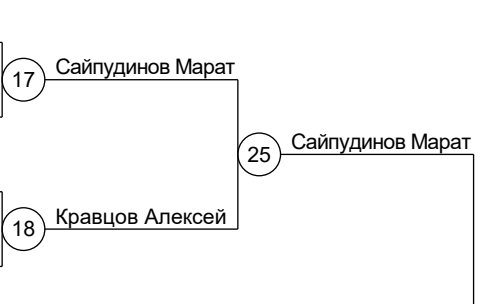 17 Сайпудинов Марат
25 Сайпудинов Марат
18 Кравцов Алексей